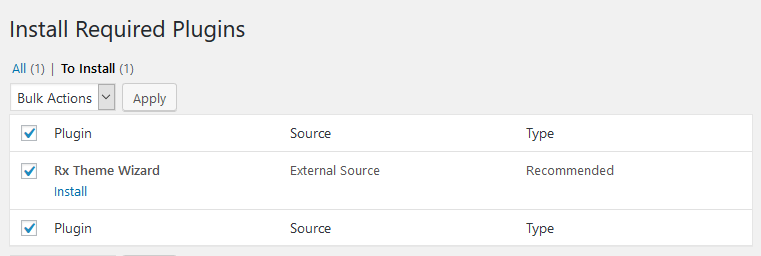 Install Required Plugins
All (1) | To Install (1)
Bulk Actions Apply
Plugin Source Type
Rx Theme Wizard External Source Recommended
Install
Plugin Source Type